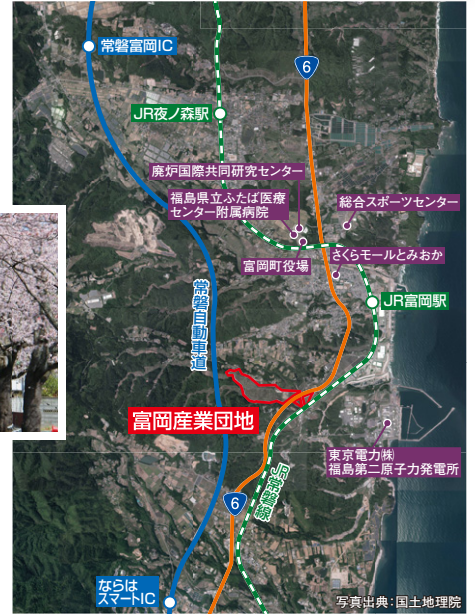 常磐富岡IC
6
JR夜ノ森駅
廃炉国際共同研究センター
福島県立ふたば医療
センター附属病院
総合スポーツセンター
富岡町役場
さくらモールとみおか
常磐自動車道
JR富岡駅
富岡産業団地
東京電力㈱
福島第二原子力発電所
JR常磐線
6
ならは
スマートIC
写真出典：国土地理院